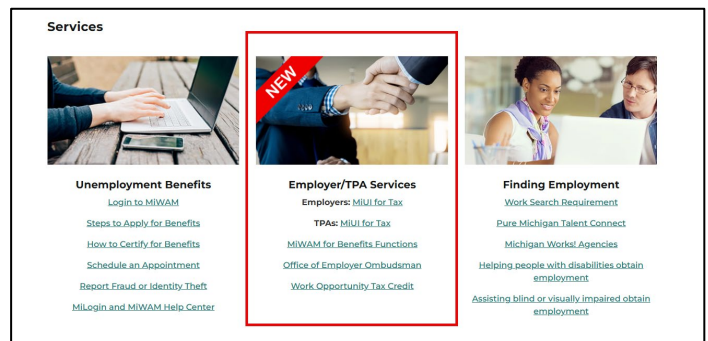 Services
NEW
Unemployment Benefits
Login to MiWAM
Steps to Apply for Benefits
How to Certify for Benefits
Schedule an Appointment
Report Fraud or Identity Theft
MiLogin and MiWAM Help Center
Employer/TPA Services
Employers: MiUI for Tax
TPAs: MiUI for Tax
MiWAM for Benefits Functions
Office of Employer Ombudsman
Work Opportunity Tax Credit
Finding Employment
Work Search Requirement
Pure Michigan Talent Connect
Michigan Works! Agencies
Helping people with disabilities obtain
employment
Assisting blind or visually impaired obtain
employment